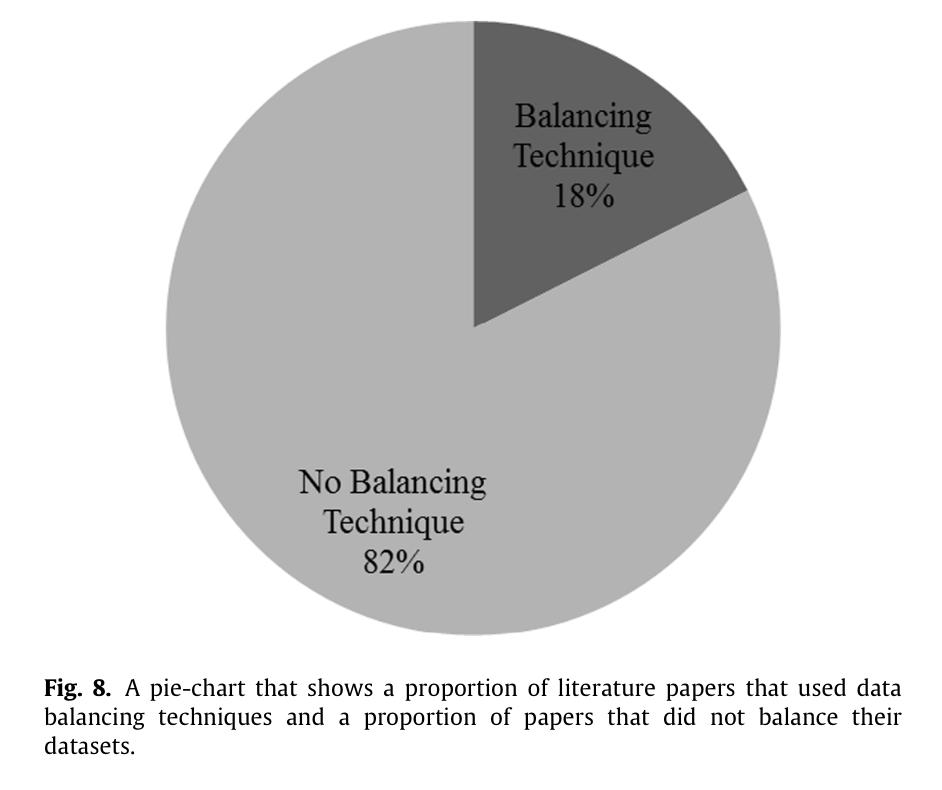 Balancing
Technique
18%
No Balancing
Technique
82%
Fig. 8. A pie-chart that shows a proportion of literature papers that used data
balancing techniques and a proportion of papers that did not balance their
datasets.